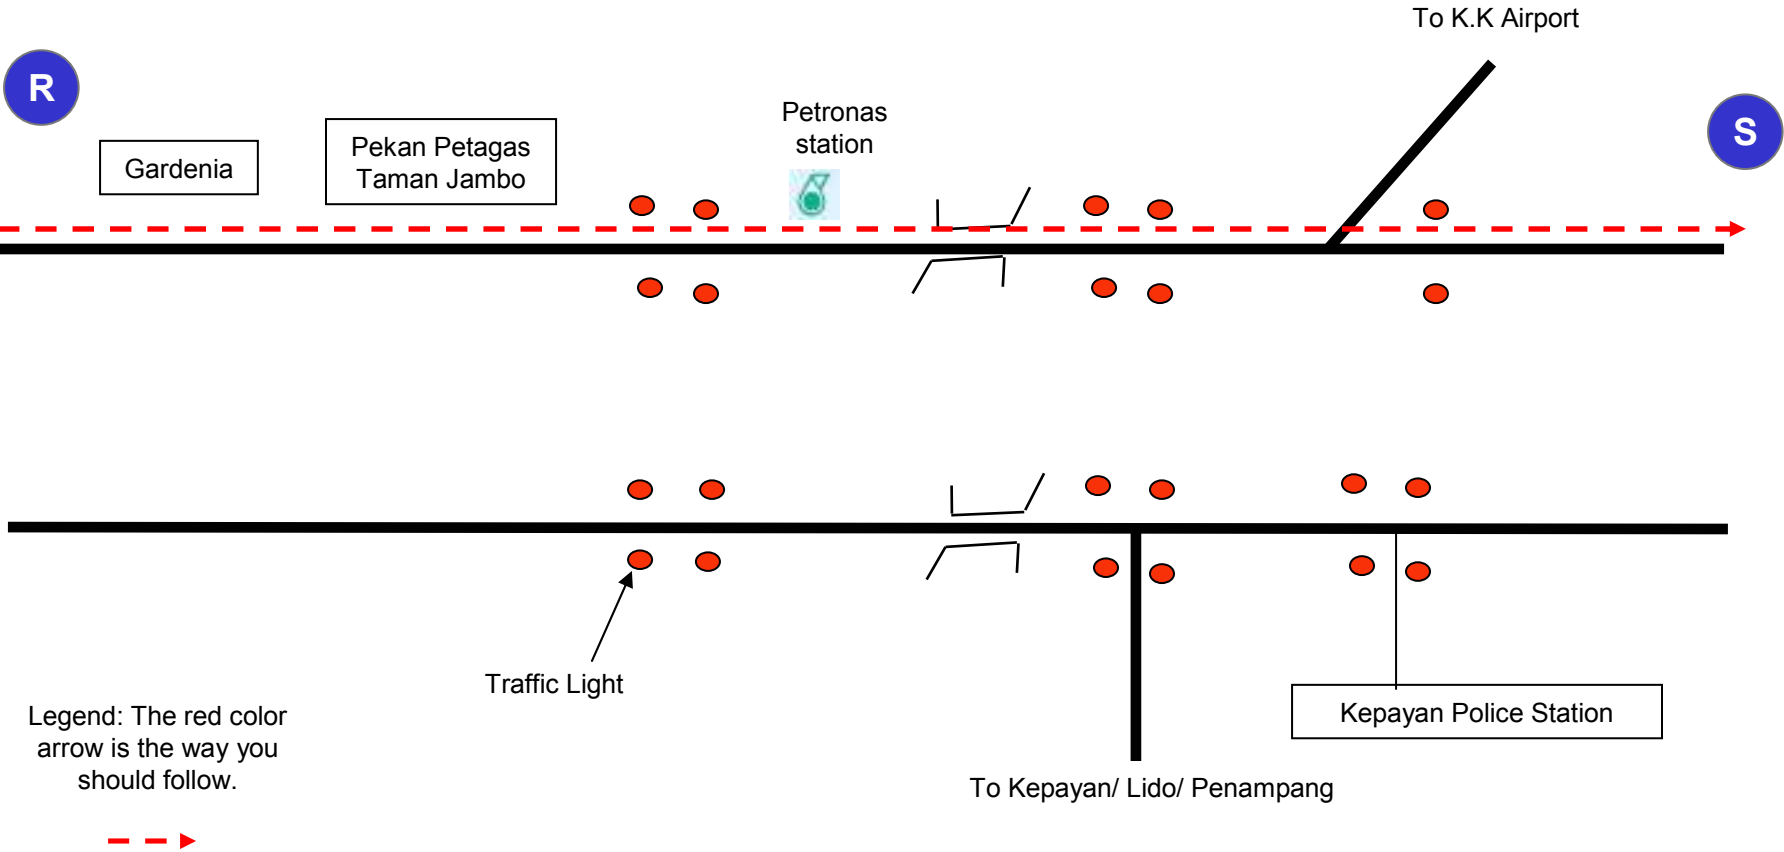 To K.K Airport
R
S
Petronas
station
Gardenia
Pekan Petagas
Taman Jambo
Traffic Light
Legend: The red color
arrow is the way you
should follow.
Kepayan Police Station
To Kepayan/ Lido/ Penampang